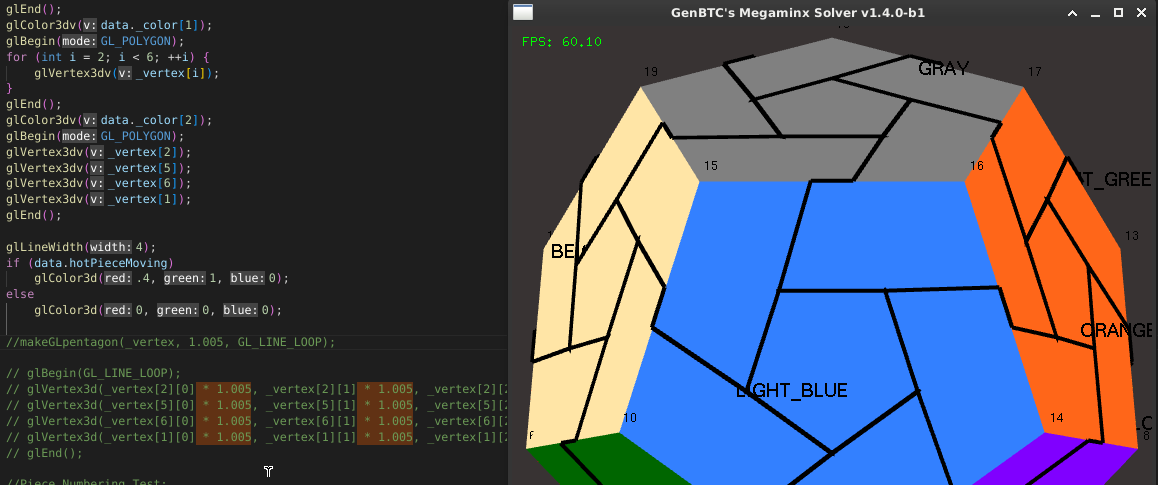 glEnd();
glColor3dv(v: data._color[1]);
glBegin(mode: GL_POLYGON);
for (int i = 2; i < 6; ++i) {
glVertex3dv(v: _vertex[i]);
}
glEnd();
glColor3dv(v: data._color[2]);
glBegin(mode: GL_POLYGON);
glVertex3dv(v: _vertex[2]);
glVertex3dv(v: _vertex[5]);
glVertex3dv(v: _vertex[6]);
glVertex3dv(v: _vertex[1]);
glEnd();
glLineWidth(width: 4);
if (data.hotPieceMoving)
glColor3d(red: .4, green: 1, blue: 0);
else
glColor3d(red: 0, green: 0, blue: 0);
//makeGLpentagon(_vertex, 1.005, GL_LINE_LOOP);
// glBegin(GL_LINE_LOOP);
// glVertex3d(_vertex[2][0] * 1.005, _vertex[2][1] * 1.005, _vertex[2][2
// glVertex3d(_vertex[5][0] * 1.005, _vertex[5][1] * 1.005, _vertex[5][2
// glVertex3d(_vertex[6][0] * 1.005, _vertex[6][1] * 1.005, _vertex[6][2
// glVertex3d(_vertex[1][0] * 1.005, _vertex[1][1] * 1.005, _vertex[1][2
// glEnd();
//Piece Numbering Test:
GenBTC's Megaminx Solver v1.4.0-b1
FPS: 60.10
GRAY
19
17
15
16
T_GREE
13
BE
ORANGE
LIGHT_BLUE
10
14
8